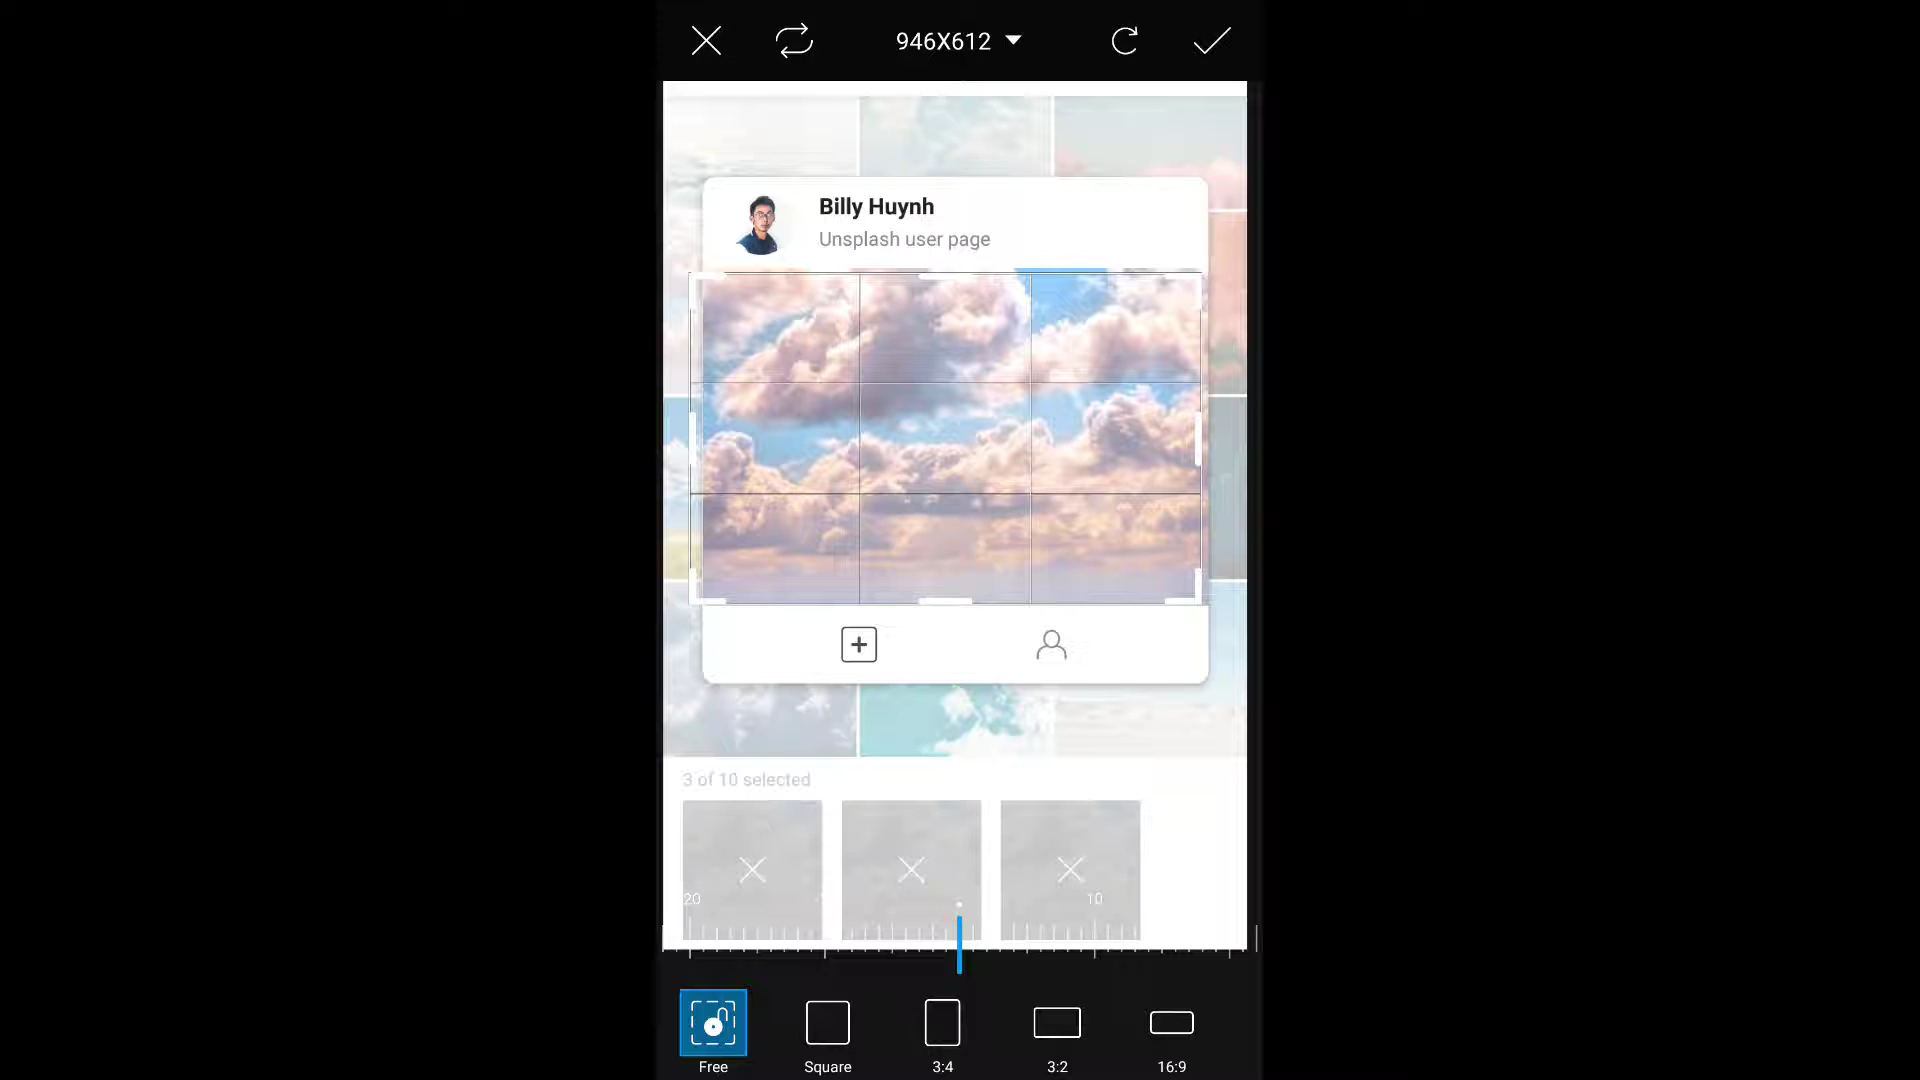 946X612
Billy Huynh
Unsplash user page
3 of 10 selected
20
10
Free
Square
3:4
3:2
16:9